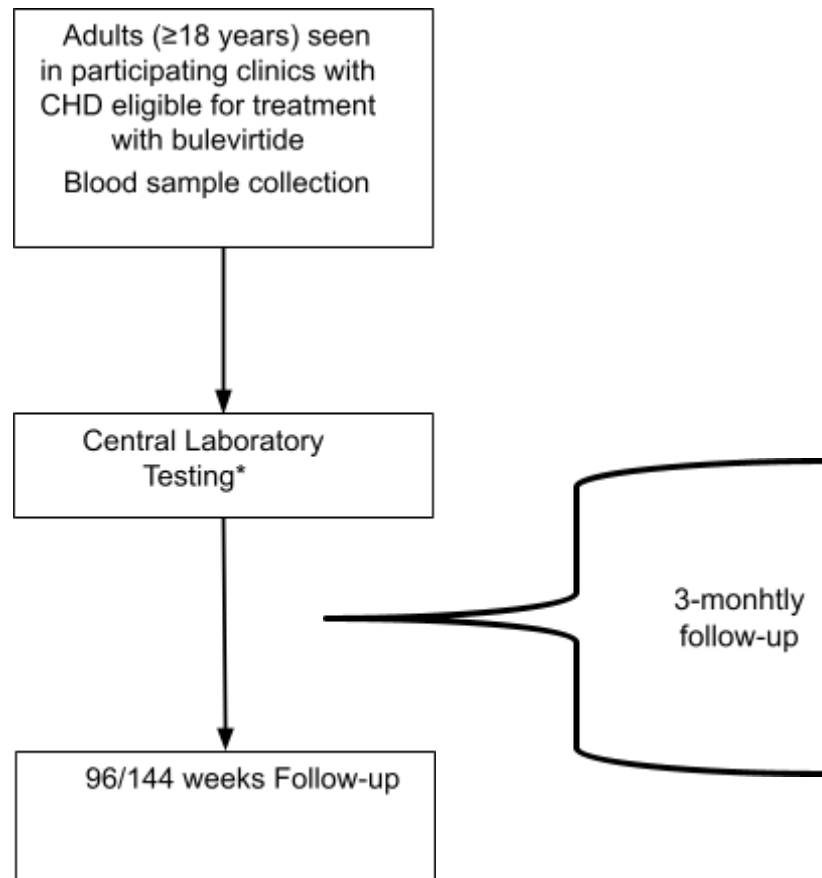 Adults (≥18 years) seen
in participating clinics with
CHD eligible for treatment
with bulevirtide
Blood sample collection
Central Laboratory
Testing*
3-monhtly
follow-up
96/144 weeks Follow-up